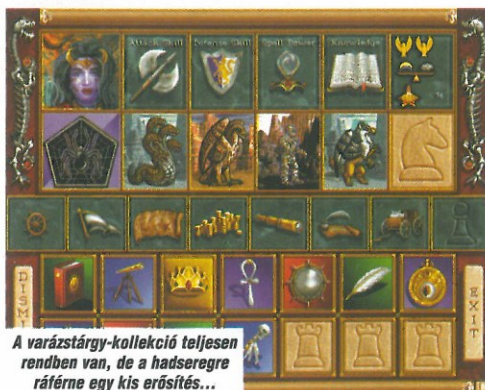 Attack Skill Defense Skill Spell Power Knowledge
DISMI
EXIT
A varázstárgy-kollekció teljesen
rendben van, de a hadseregre
ráférne egy kis erősítés...